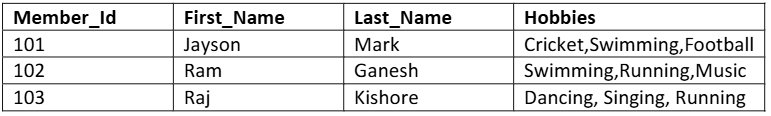 Member_Id First_Name Last_Name Hobbies
101 Jayson Mark Cricket,Swimming,Football
102 Ram Ganesh Swimming,Running,Music
103 Raj Kishore Dancing, Singing, Running